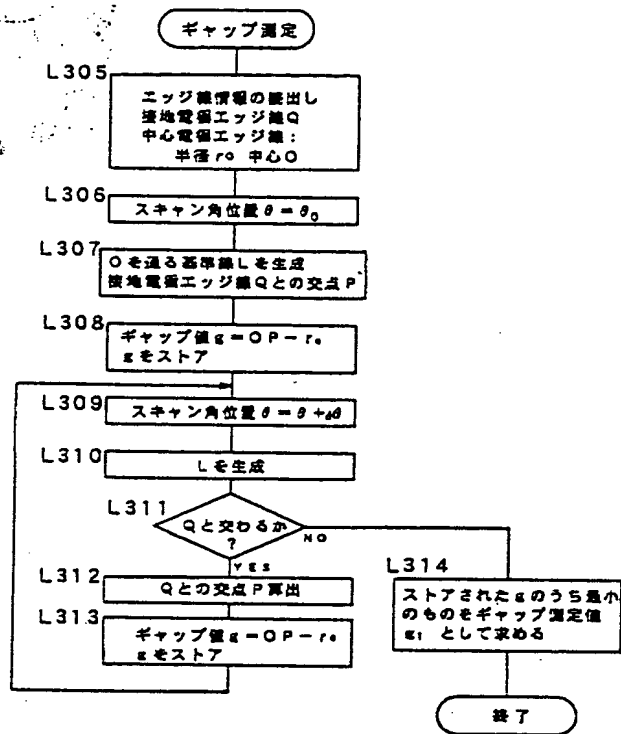 ギャップ測定
L305
エッジ線情報の読出し
接地電極エッジ線Q
中心電極エッジ線:
半径r₀ 中心O
L306
スキャン角位置θ=θ₀
L307
Oを通る基準線Lを生成
接地電極エッジ線Qとの交点P
L308
ギャップ値g=OP−r₀
gをストア
L309
スキャン角位置θ=θ+dθ
L310
Lを生成
L311
Qと交わるか
?
NO
YES
L312
Qとの交点P算出
L313
ギャップ値g=OP−r₀
gをストア
L314
ストアされたgのうち最小
のものをギャップ測定値
g₁ として求める
終了